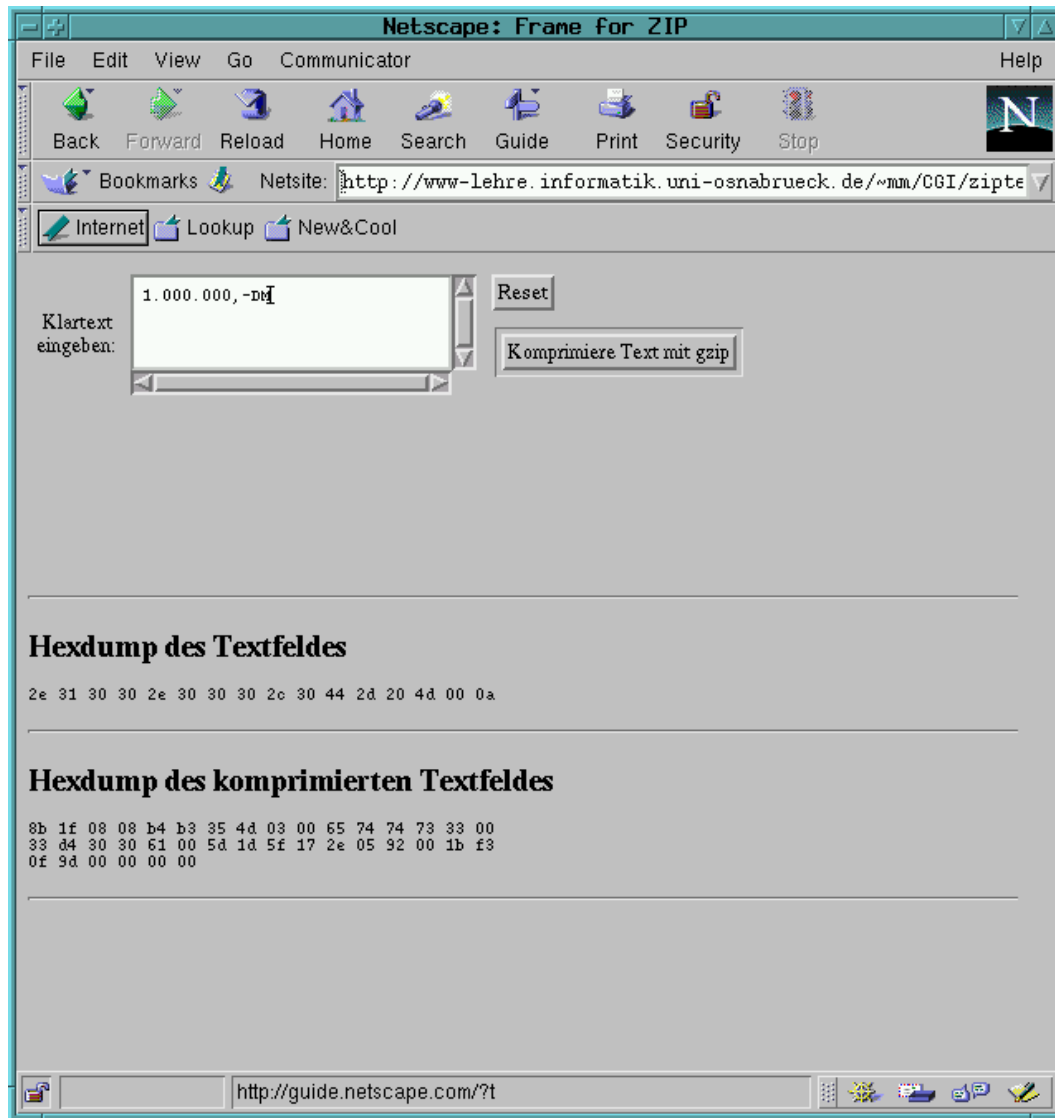 Netscape: Frame for ZIP
File Edit View Go Communicator Help
Back Forward Reload Home Search Guide Print Security Stop
N
Bookmarks Netsite: http://www-lehre.informatik.uni-osnabrueck.de/~mm/CGI/zipte
Internet Lookup New&Cool
1.000.000,-DM
Reset
Klartext
eingeben:
Komprimiere Text mit gzip
Hexdump des Textfeldes
2e 31 30 30 2e 30 30 30 2c 30 44 2d 20 4d 00 0a
Hexdump des komprimierten Textfeldes
8b 1f 08 08 b4 b3 35 4d 03 00 65 74 74 73 33 00
33 d4 30 30 61 00 5d 1d 5f 17 2e 05 92 00 1b f3
0f 9d 00 00 00 00
http://guide.netscape.com/?t